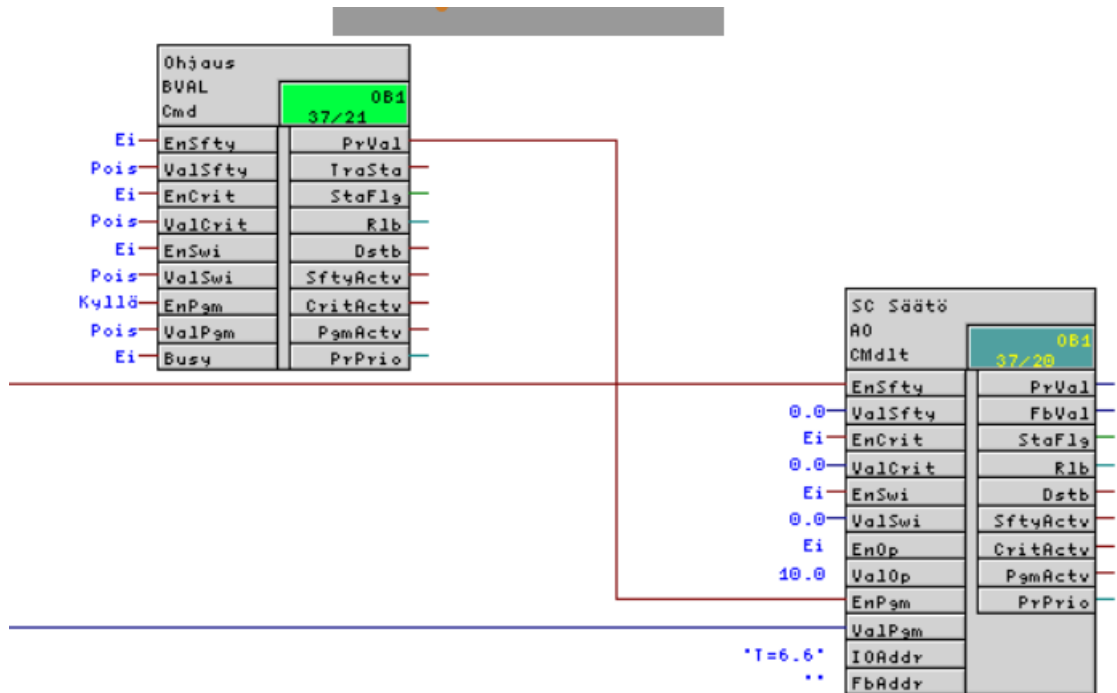 Ohjaus
BVAL
Cmd
OB1
37/21
Ei EnSfty PrVal
Pois ValSfty TraSta
Ei EnCrit StaFlg
Pois ValCrit Rlb
Ei EnSwi Dstb
Pois ValSwi SftyActv
Kyllä EnPgm CritActv
Pois ValPgm PgmActv
Ei Busy PrPrio
SC Säätö
AO
CMdlt
OB1
37/20
EnSfty PrVal
0.0 ValSfty FbVal
Ei EnCrit StaFlg
0.0 ValCrit Rlb
Ei EnSwi Dstb
0.0 ValSwi SftyActv
Ei EnOp CritActv
10.0 ValOp PgmActv
EnPgm PrPrio
ValPgm
"T=6.6" IOAddr
"" FbAddr